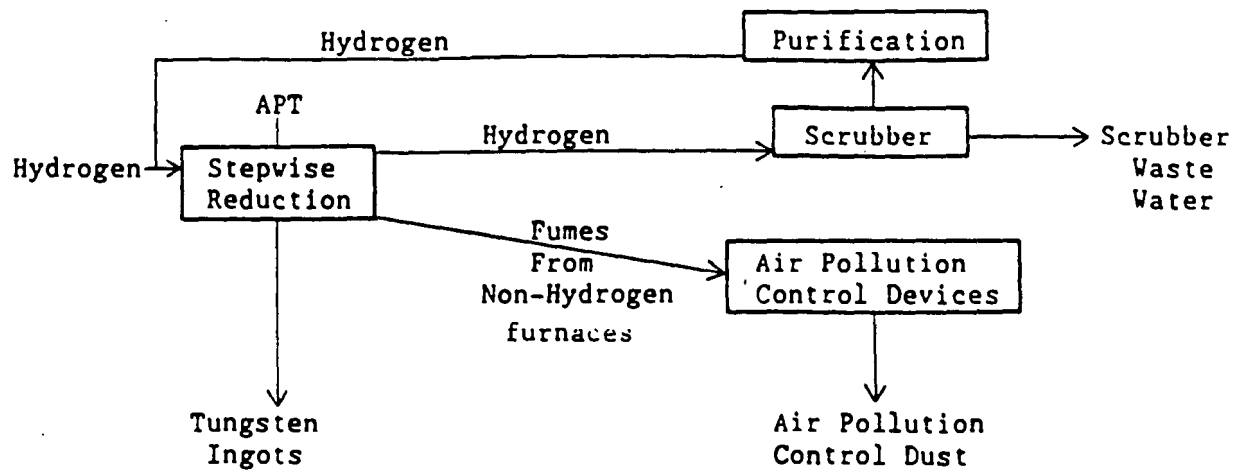 Hydrogen
Purification
APT
Hydrogen
Scrubber
Scrubber
Waste
Water
Hydrogen
Stepwise
Reduction
Fumes
From
Non-Hydrogen
furnaces
Air Pollution
Control Devices
Tungsten
Ingots
Air Pollution
Control Dust